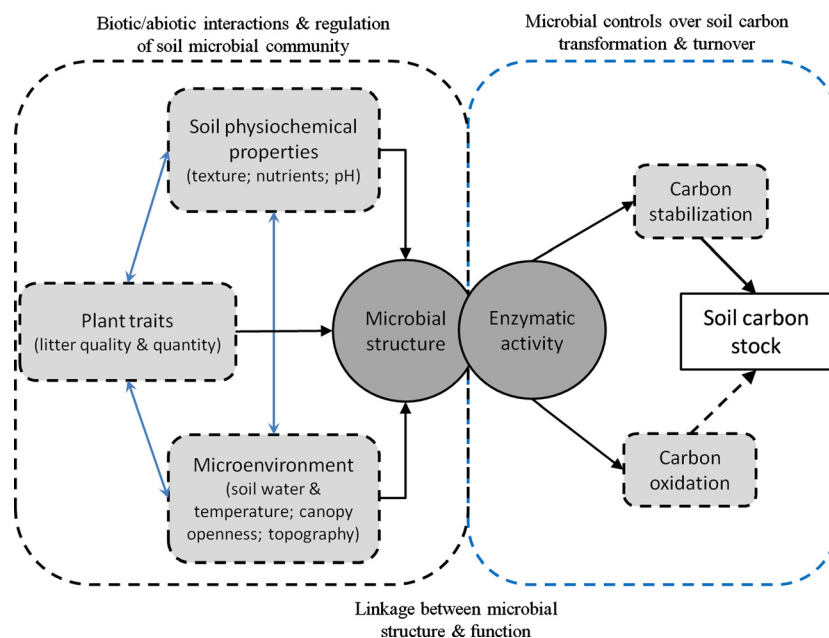 Biotic/abiotic interactions & regulation
of soil microbial community
Microbial controls over soil carbon
transformation & turnover
Soil physiochemical
properties
(texture; nutrients; pH)
Plant traits
(litter quality & quantity)
Microenvironment
(soil water &
temperature; canopy
openness; topography)
Microbial
structure
Enzymatic
activity
Carbon
stabilization
Soil carbon
stock
Carbon
oxidation
Linkage between microbial
structure & function